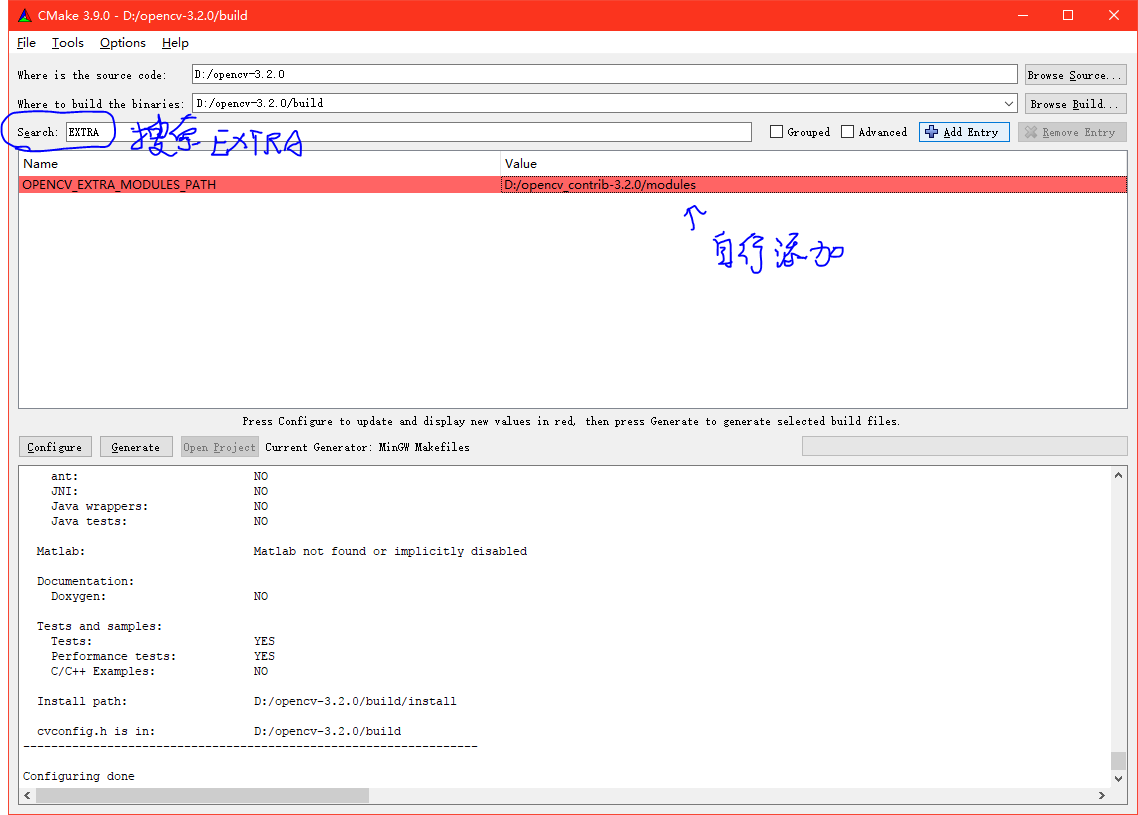 CMake 3.9.0 - D:/opencv-3.2.0/build
File Tools Options Help
Where is the source code: D:/opencv-3.2.0 Browse Source...
Where to build the binaries: D:/opencv-3.2.0/build Browse Build...
Search: EXTRA 搜索 EXTRA Grouped Advanced Add Entry Remove Entry
Name Value
OPENCV_EXTRA_MODULES_PATH D:/opencv_contrib-3.2.0/modules
自行添加
Press Configure to update and display new values in red, then press Generate to generate selected build files.
Configure Generate Open Project Current Generator: MinGW Makefiles
ant: NO
JNI: NO
Java wrappers: NO
Java tests: NO
Matlab: Matlab not found or implicitly disabled
Documentation:
Doxygen: NO
Tests and samples:
Tests: YES
Performance tests: YES
C/C++ Examples: NO
Install path: D:/opencv-3.2.0/build/install
cvconfig.h is in: D:/opencv-3.2.0/build
-----------------------------------------------------------------
Configuring done